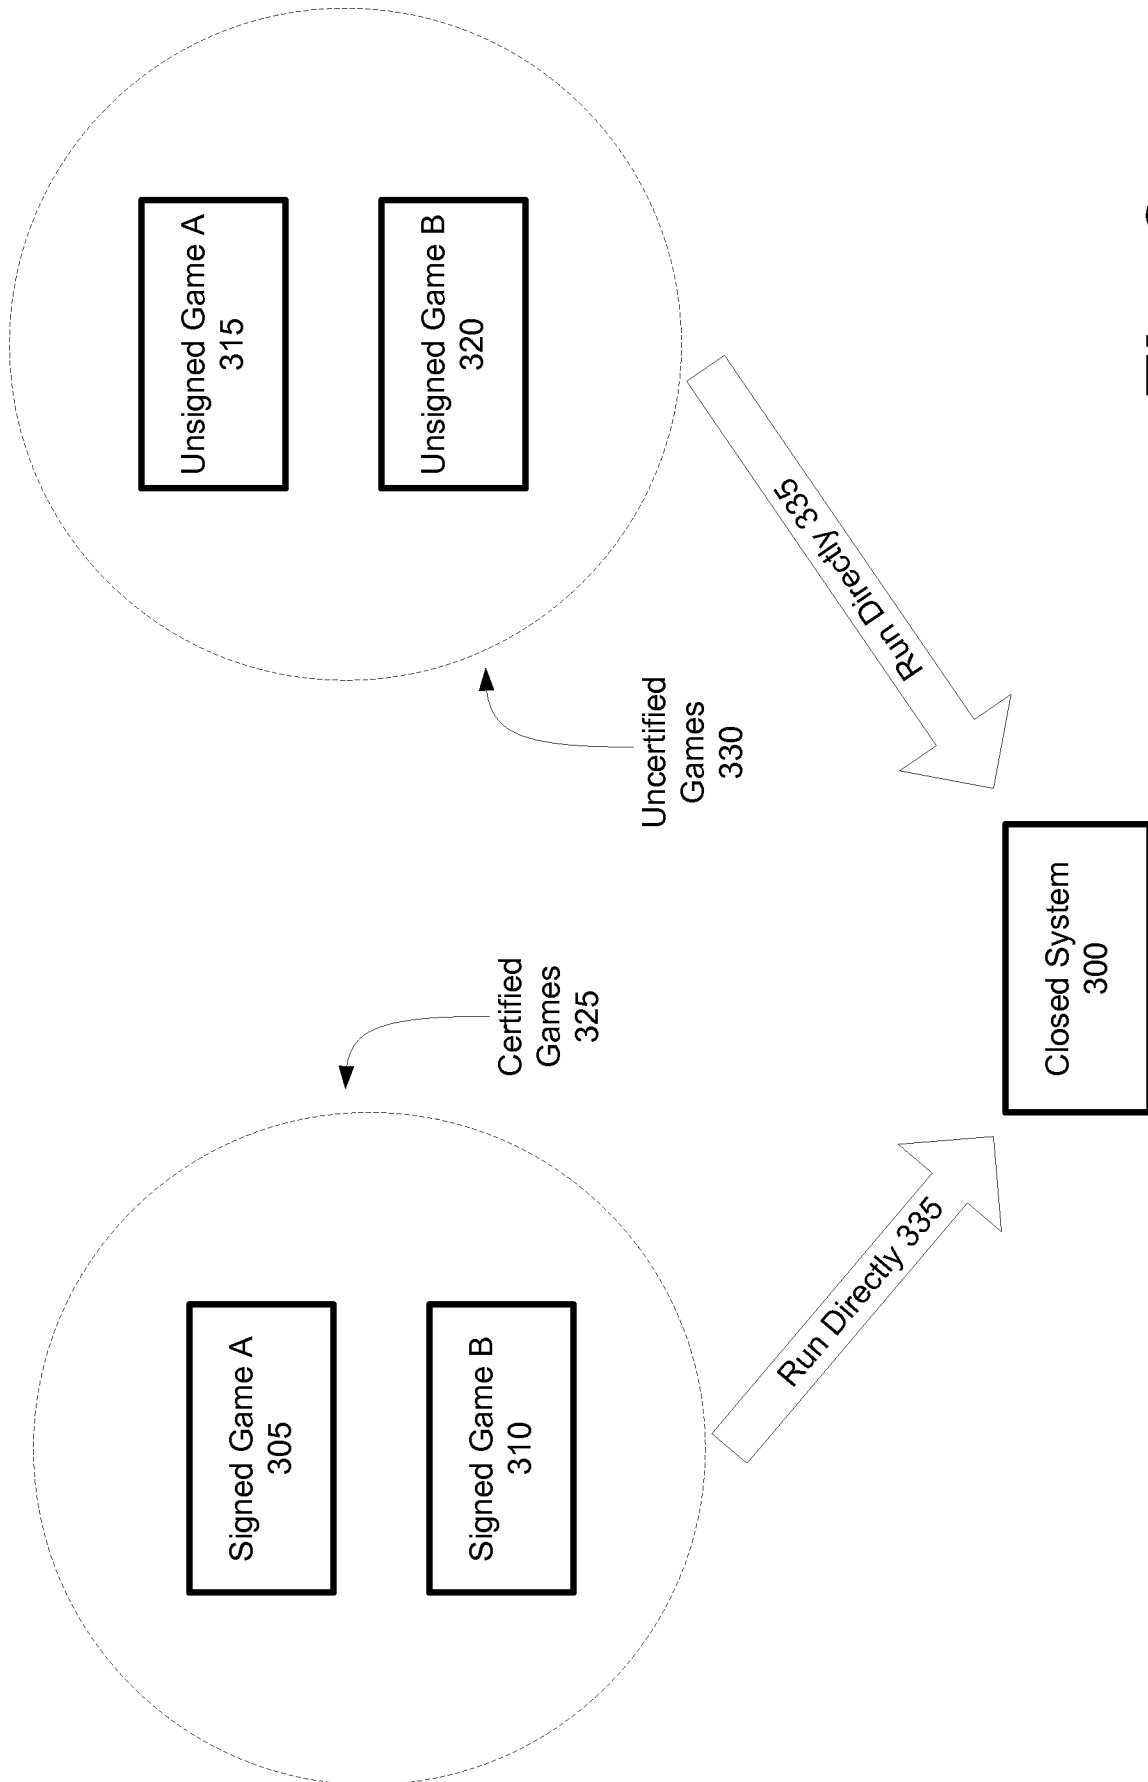 Signed Game A
305
Signed Game B
310
Certified
Games
325
Unsigned Game A
315
Unsigned Game B
320
Uncertified
Games
330
Run Directly 335
Run Directly 335
Closed System
300